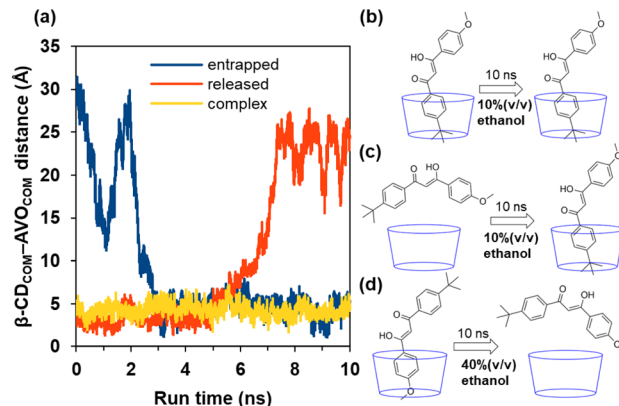 (a)
β-CDCOM–AVOCOM distance (Å)
35
30
25
20
15
10
5
0
entrapped
released
complex
0
2
4
6
8
10
Run time (ns)
(b)
O
HO
O
10 ns
10%(v/v)
ethanol
O
HO
O
(c)
O
HO
O
10 ns
10%(v/v)
ethanol
O
HO
O
(d)
O
HO
O
10 ns
40%(v/v)
ethanol
O
HO
O